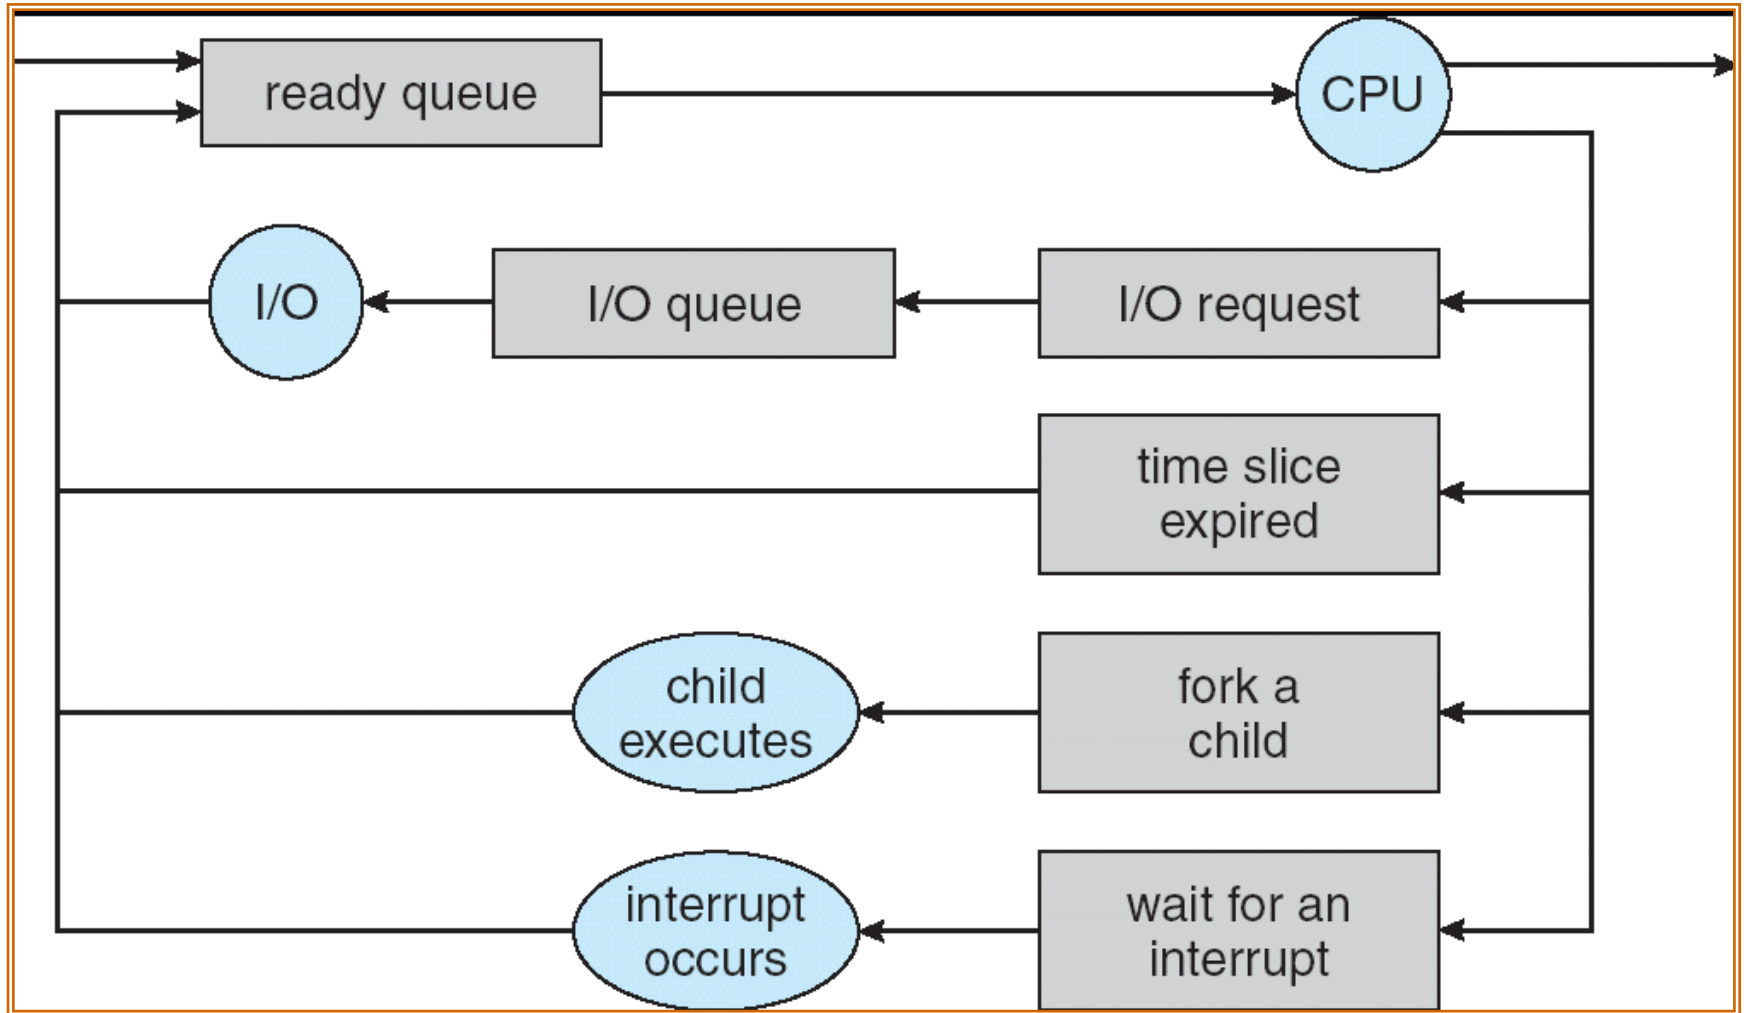 ready queue
CPU
I/O
I/O queue
I/O request
time slice
expired
child
executes
fork a
child
interrupt
occurs
wait for an
interrupt